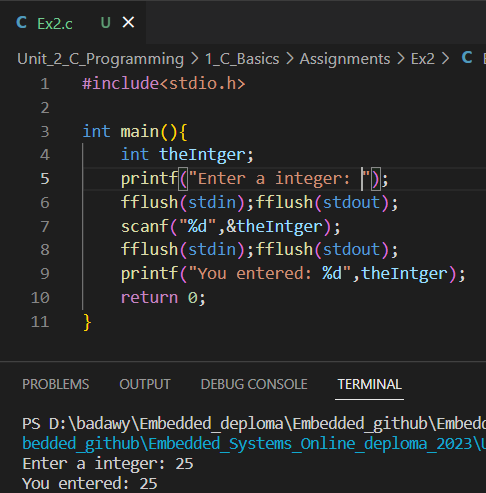 C Ex2.c U ×
Unit_2_C_Programming > 1_C_Basics > Assignments > Ex2 > C
1 #include<stdio.h>
2
3 int main(){
4 int theIntger;
5 printf("Enter a integer: ");
6 fflush(stdin);fflush(stdout);
7 scanf("%d",&theIntger);
8 fflush(stdin);fflush(stdout);
9 printf("You entered: %d",theIntger);
10 return 0;
11 }
PROBLEMS OUTPUT DEBUG CONSOLE TERMINAL
PS D:\badawy\Embedded_deploma\Embedded_github\Embed
bedded_github\Embedded_Systems_Online_deploma_2023\
Enter a integer: 25
You entered: 25